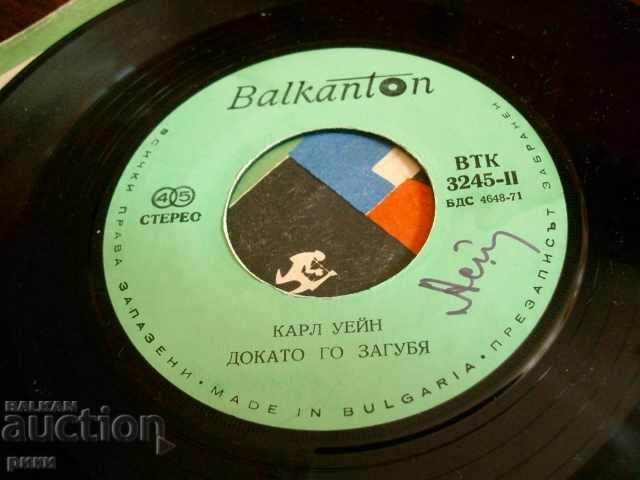 Balkanton
ВТК
3245-II
БДС 4648-71
45
СТЕРЕО
КАРЛ УЕЙН
ДОКАТО ГО ЗАГУБЯ
ВСИЧКИ ПРАВА ЗАПАЗЕНИ • MADE IN BULGARIA • ПРЕЗАПИСЪТ ЗАБРАНЕН
BALKAN
auction
рики